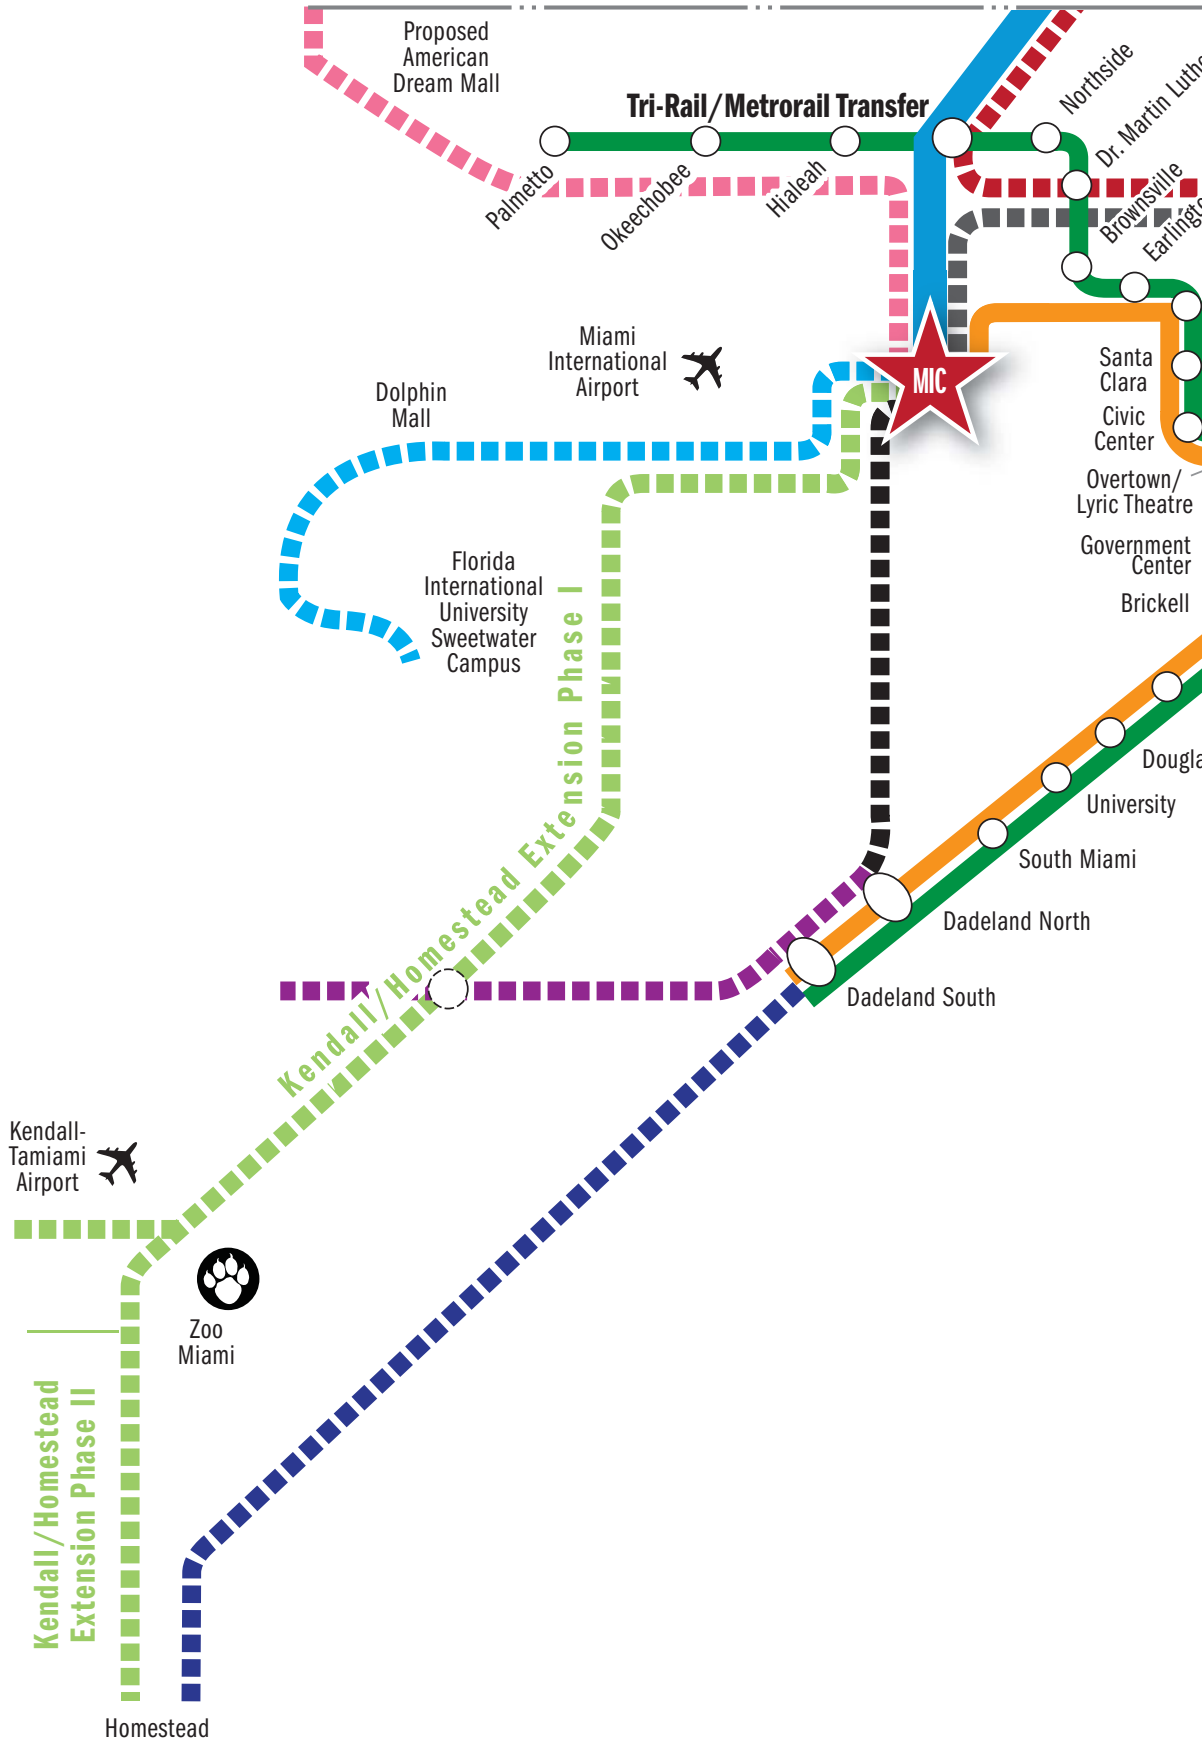 Proposed
American
Dream Mall
Tri-Rail/Metrorail Transfer
Northside
Dr. Martin
Palmetto
Okeechobee
Hialeah
Brownsville
Miami
International
Airport
MIC
Dolphin
Mall
Santa
Clara
Civic
Center
Overtown/
Lyric Theatre
Government
Center
Brickell
Florida
International
University
Sweetwater
Campus
Kendall/Homestead Extension Phase I
University
South Miami
Dadeland North
Dadeland South
Kendall-
Tamiami
Airport
Zoo
Miami
Kendall/Homestead
Extension Phase II
Homestead